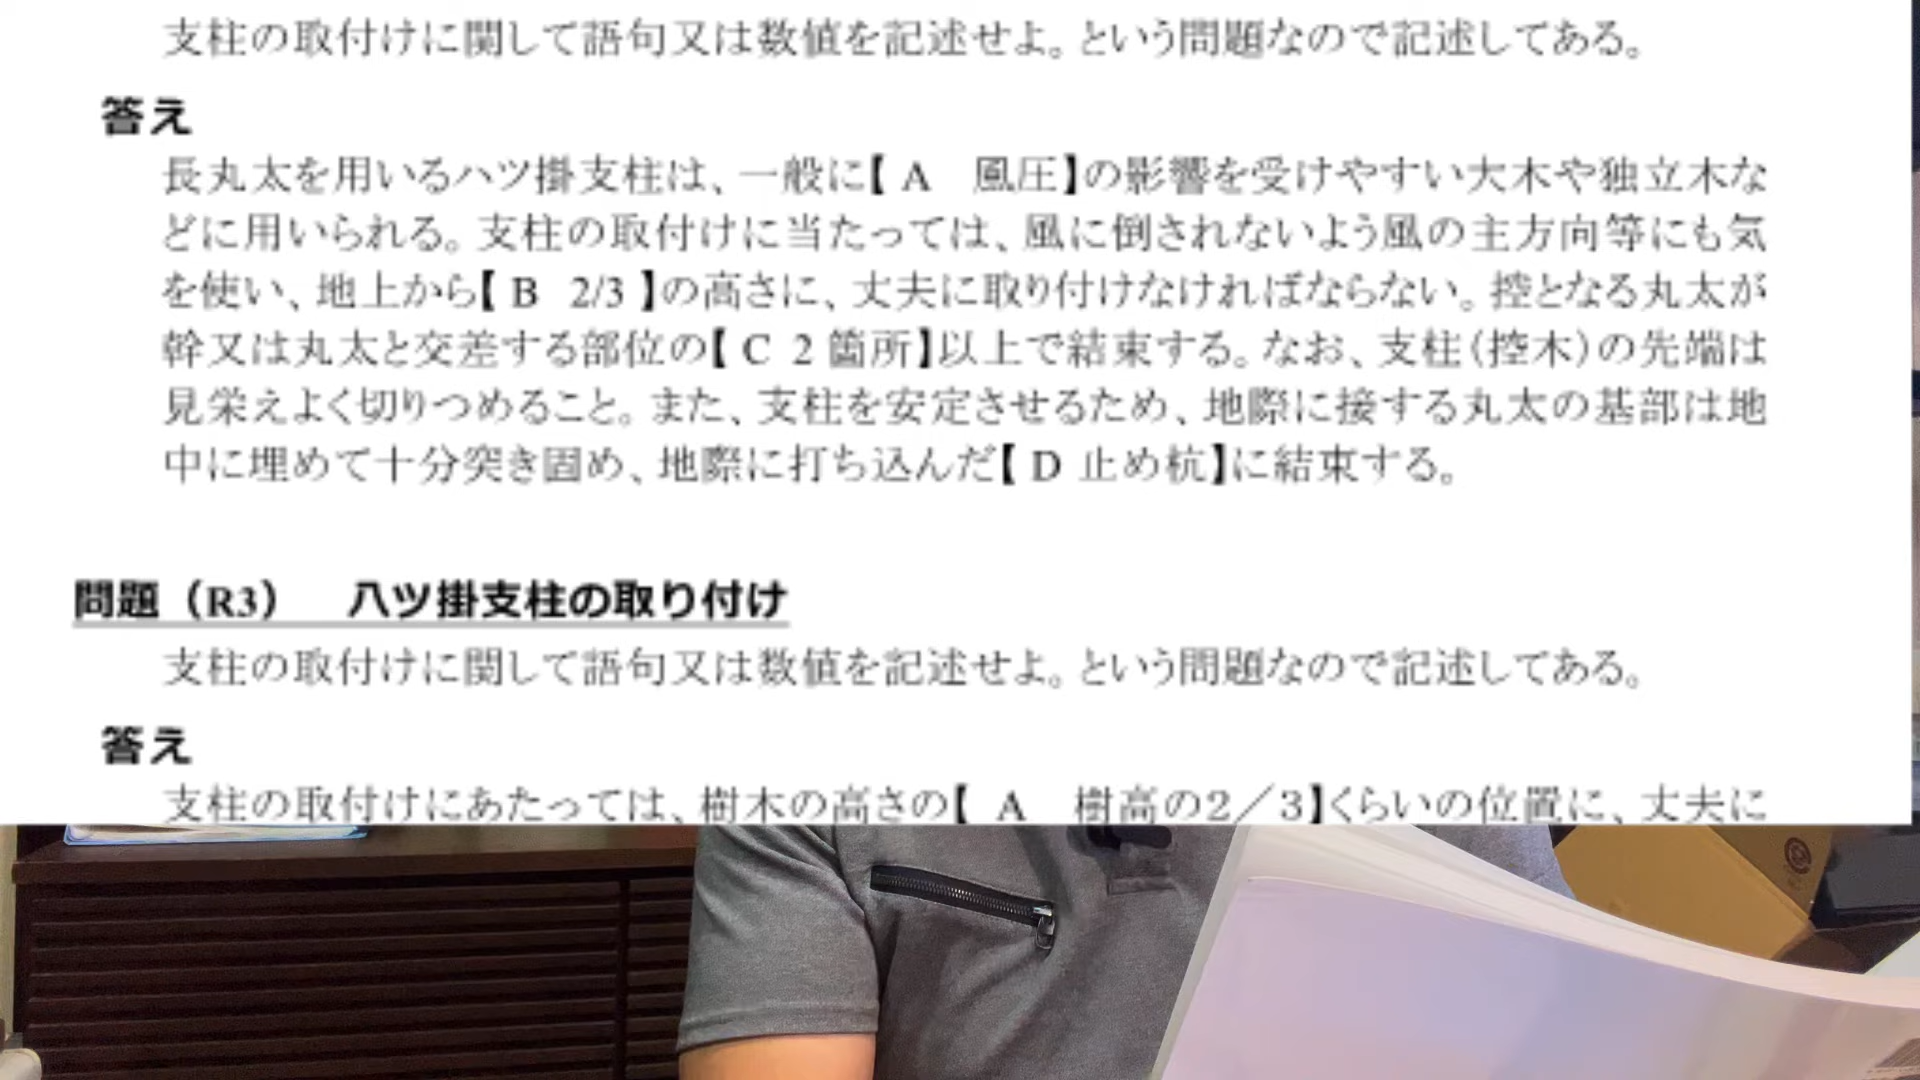 支柱の取付けに関して語句又は数値を記述せよ。という問題なので記述してある。
答え
長丸太を用いるハツ掛支柱は、一般に【 A　風圧】の影響を受けやすい大木や独立木な
どに用いられる。支柱の取付けに当たっては、風に倒されないよう風の主方向等にも気
を使い、地上から【 B 2/3 】の高さに、丈夫に取り付けなければならない。控となる丸太が
幹又は丸太と交差する部位の【 C 2 箇所】以上で結束する。なお、支柱(控木)の先端は
見栄えよく切りつめること。また、支柱を安定させるため、地際に接する丸太の基部は地
中に埋めて十分突き固め、地際に打ち込んだ【 D 止め杭】に結束する。
問題（R3）　八ツ掛支柱の取り付け
支柱の取付けに関して語句又は数値を記述せよ。という問題なので記述してある。
答え
支柱の取付けにあたっては、樹木の高さの【 A　樹高の2／3】くらいの位置に、丈夫に